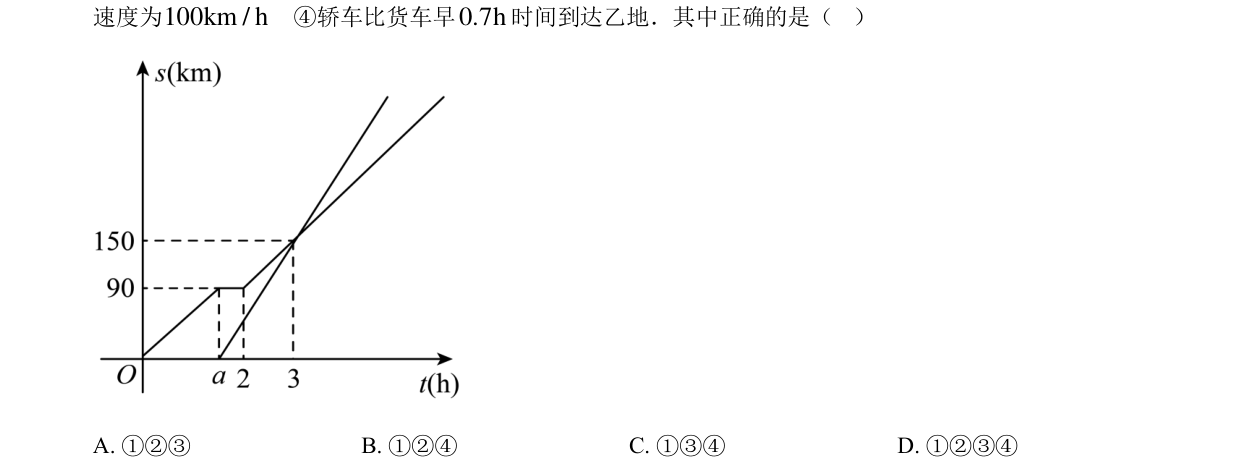 速度为100km / h ④轿车比货车早0.7h时间到达乙地．其中正确的是（ ）
s(km)
150
90
O a 2 3 t(h)
A. ①②③ B. ①②④ C. ①③④ D. ①②③④